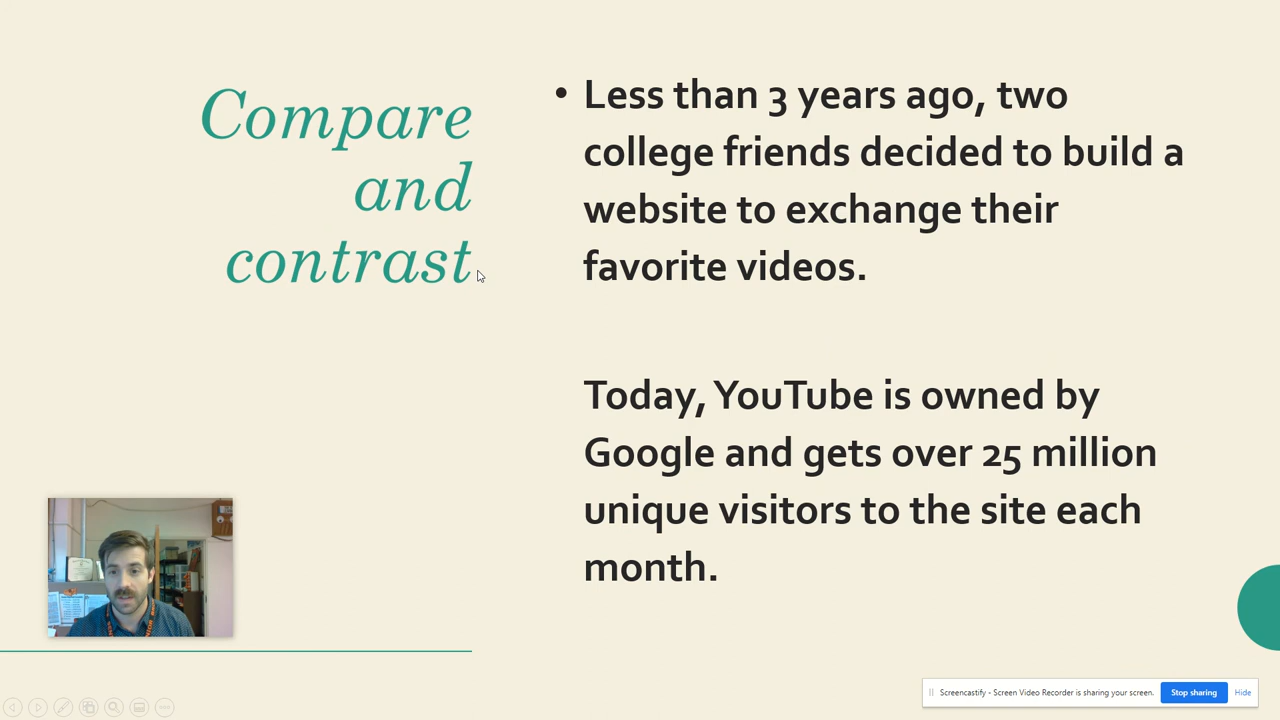 Compare
and
contrast
• Less than 3 years ago, two
college friends decided to build a
website to exchange their
favorite videos.
Today, YouTube is owned by
Google and gets over 25 million
unique visitors to the site each
month.
Screencastify - Screen Video Recorder is sharing your screen.
Stop sharing
Hide